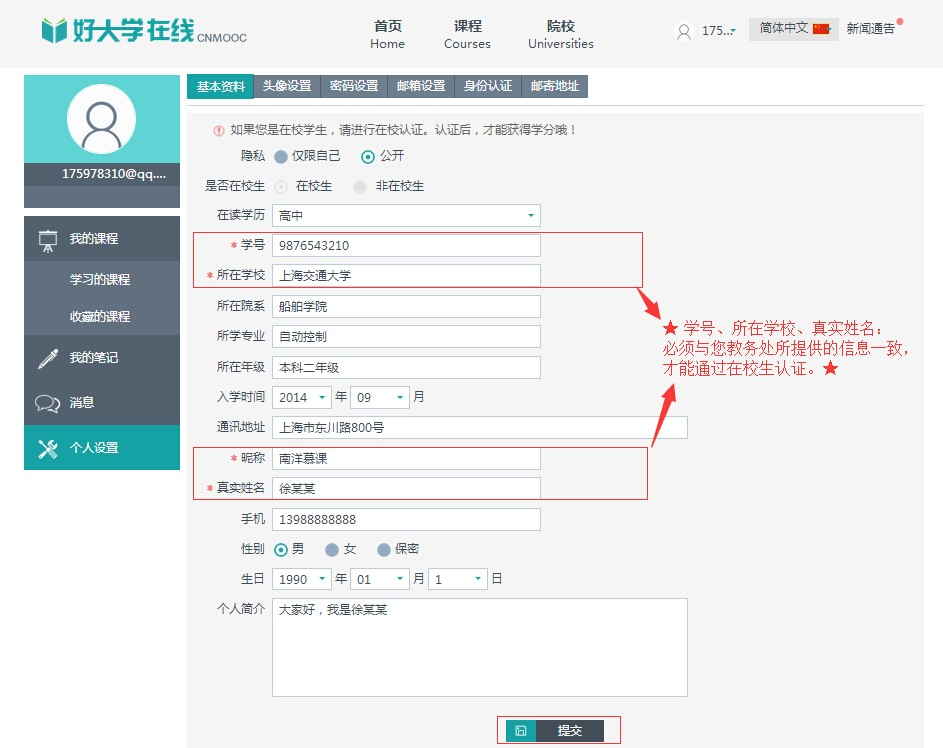 好大学在线 CNMOOC
首页 课程 院校
Home Courses Universities
175... 简体中文 新闻通告
175978310@qq....
我的课程
学习的课程
收藏的课程
我的笔记
消息
个人设置
基本资料 头像设置 密码设置 邮箱设置 身份认证 邮寄地址
如果您是在校学生，请进行在校认证。认证后，才能获得学分哦！
隐私 仅限自己 公开
是否在校生 在校生 非在校生
在读学历 高中
* 学号 9876543210
* 所在学校 上海交通大学
所在院系 船舶学院
所学专业 自动控制
所在年级 本科二年级
入学时间 2014 年 09 月
通讯地址 上海市东川路800号
* 昵称 南洋慕课
* 真实姓名 徐某某
手机 13988888888
性别 男 女 保密
生日 1990 年 01 月 1 日
个人简介 大家好，我是徐某某
提交
★ 学号、所在学校、真实姓名：
必须与您教务处所提供的信息一致，
才能通过在校生认证。★